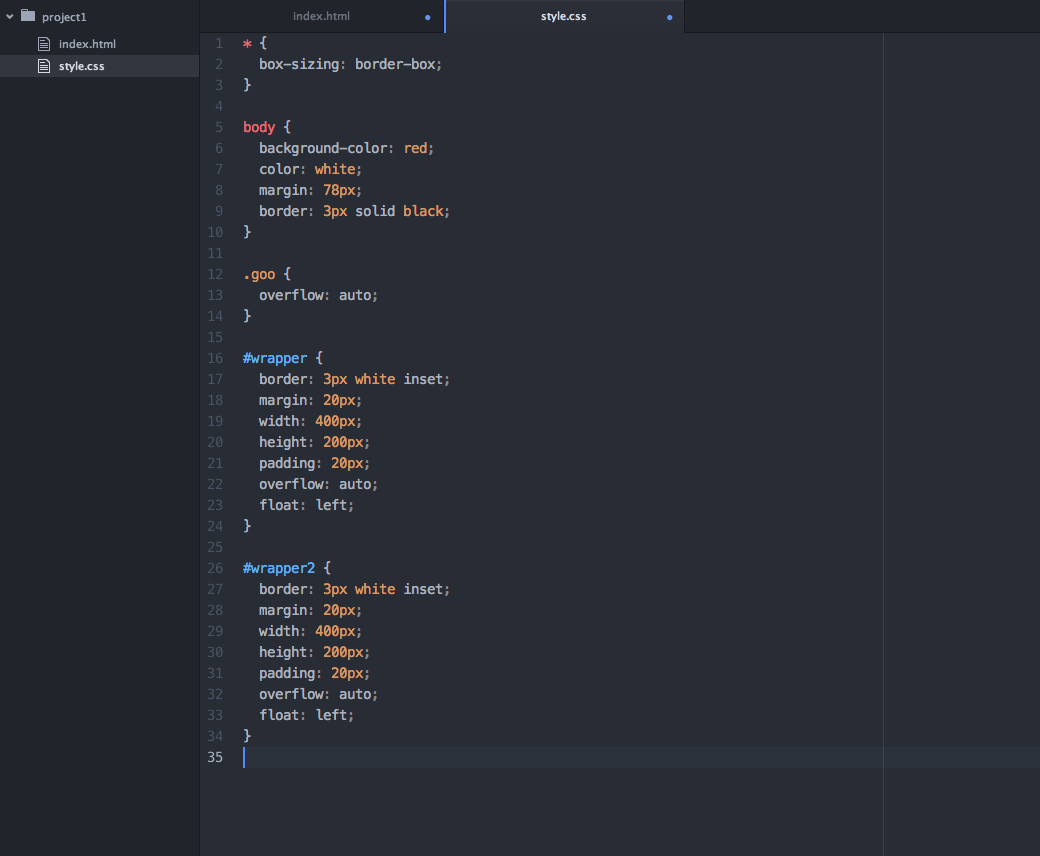 project1
index.html
style.css
index.html
style.css
1 * {
2   box-sizing: border-box;
3 }
4
5 body {
6   background-color: red;
7   color: white;
8   margin: 78px;
9   border: 3px solid black;
10 }
11
12 .goo {
13   overflow: auto;
14 }
15
16 #wrapper {
17   border: 3px white inset;
18   margin: 20px;
19   width: 400px;
20   height: 200px;
21   padding: 20px;
22   overflow: auto;
23   float: left;
24 }
25
26 #wrapper2 {
27   border: 3px white inset;
28   margin: 20px;
29   width: 400px;
30   height: 200px;
31   padding: 20px;
32   overflow: auto;
33   float: left;
34 }
35